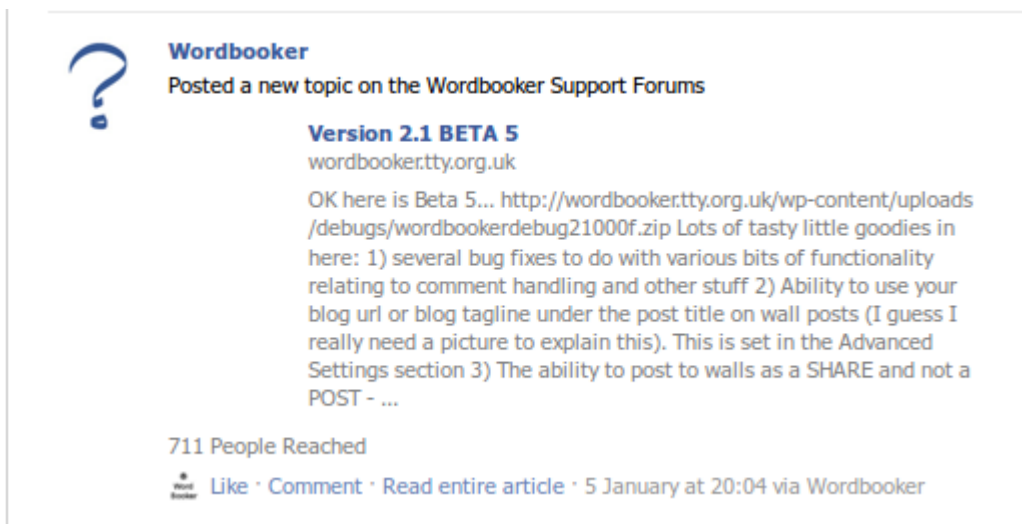 ?
Wordbooker
Posted a new topic on the Wordbooker Support Forums
Version 2.1 BETA 5
wordbooker.tty.org.uk
OK here is Beta 5... http://wordbooker.tty.org.uk/wp-content/uploads
/debugs/wordbookerdebug21000f.zip Lots of tasty little goodies in
here: 1) several bug fixes to do with various bits of functionality
relating to comment handling and other stuff 2) Ability to use your
blog url or blog tagline under the post title on wall posts (I guess I
really need a picture to explain this). This is set in the Advanced
Settings section 3) The ability to post to walls as a SHARE and not a
POST - ...
711 People Reached
Word
Booker
Like · Comment · Read entire article · 5 January at 20:04 via Wordbooker